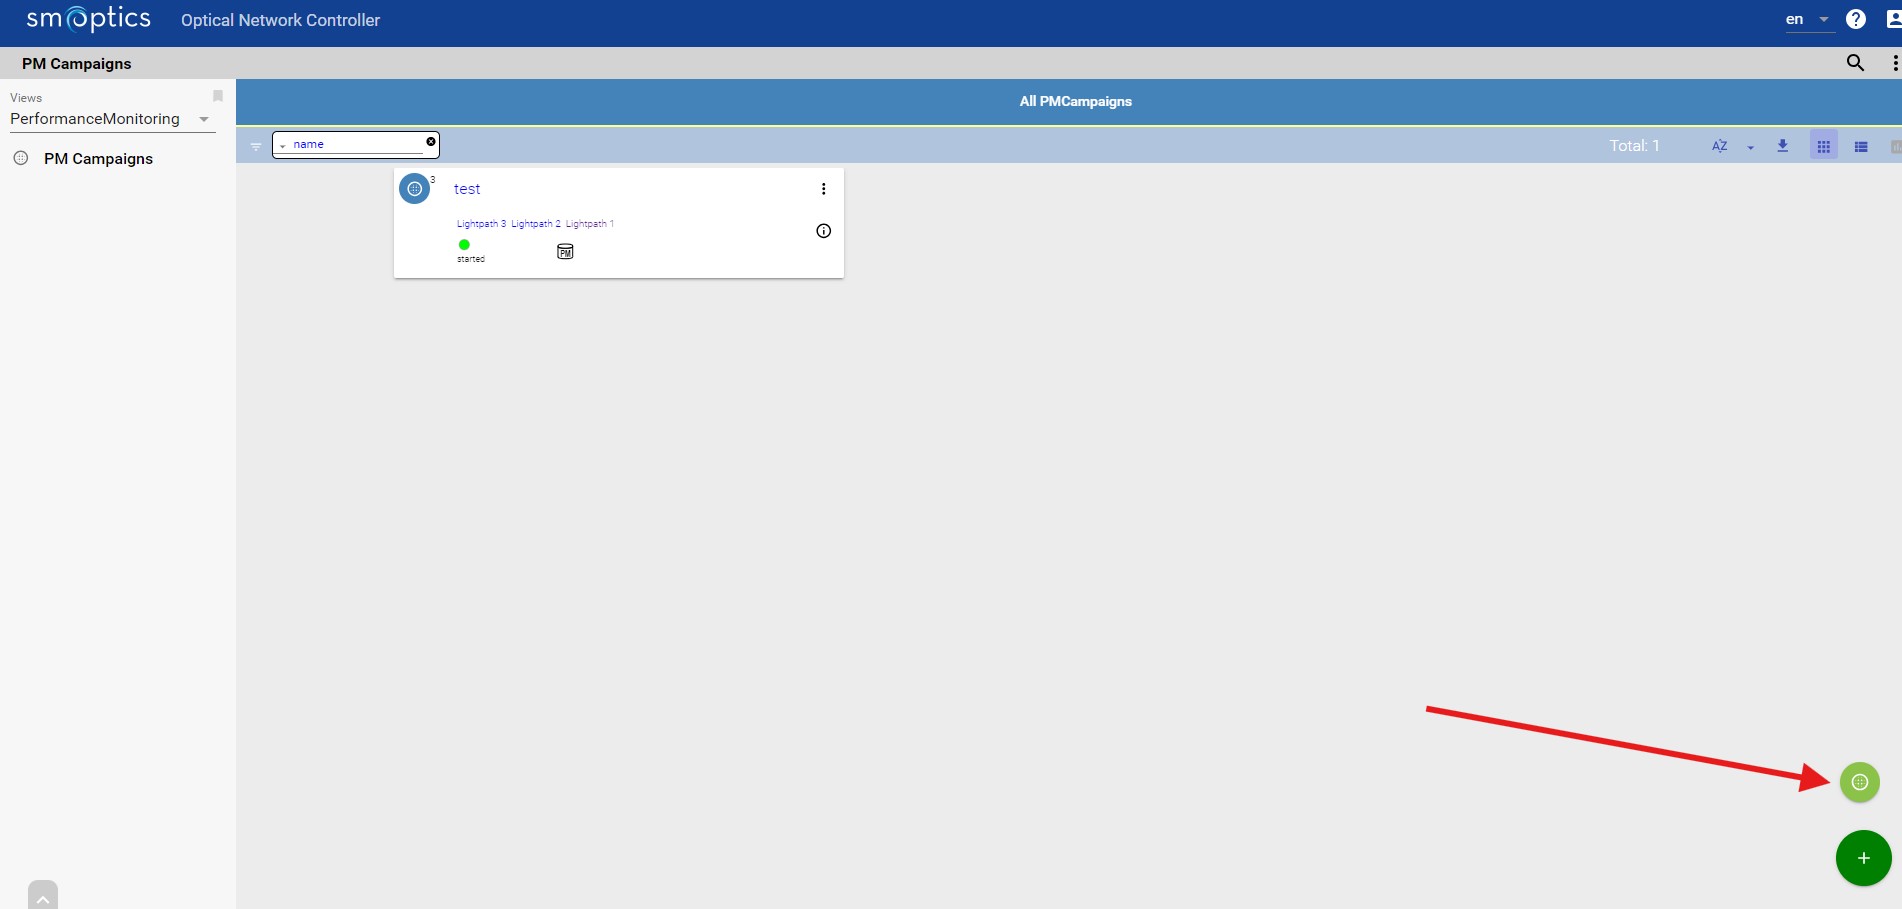 smoptics Optical Network Controller en
PM Campaigns
Views
PerformanceMonitoring
PM Campaigns
All PMCampaigns
name Total: 1 AZ
3
test
Lightpath 3 Lightpath 2 Lightpath 1
started PM